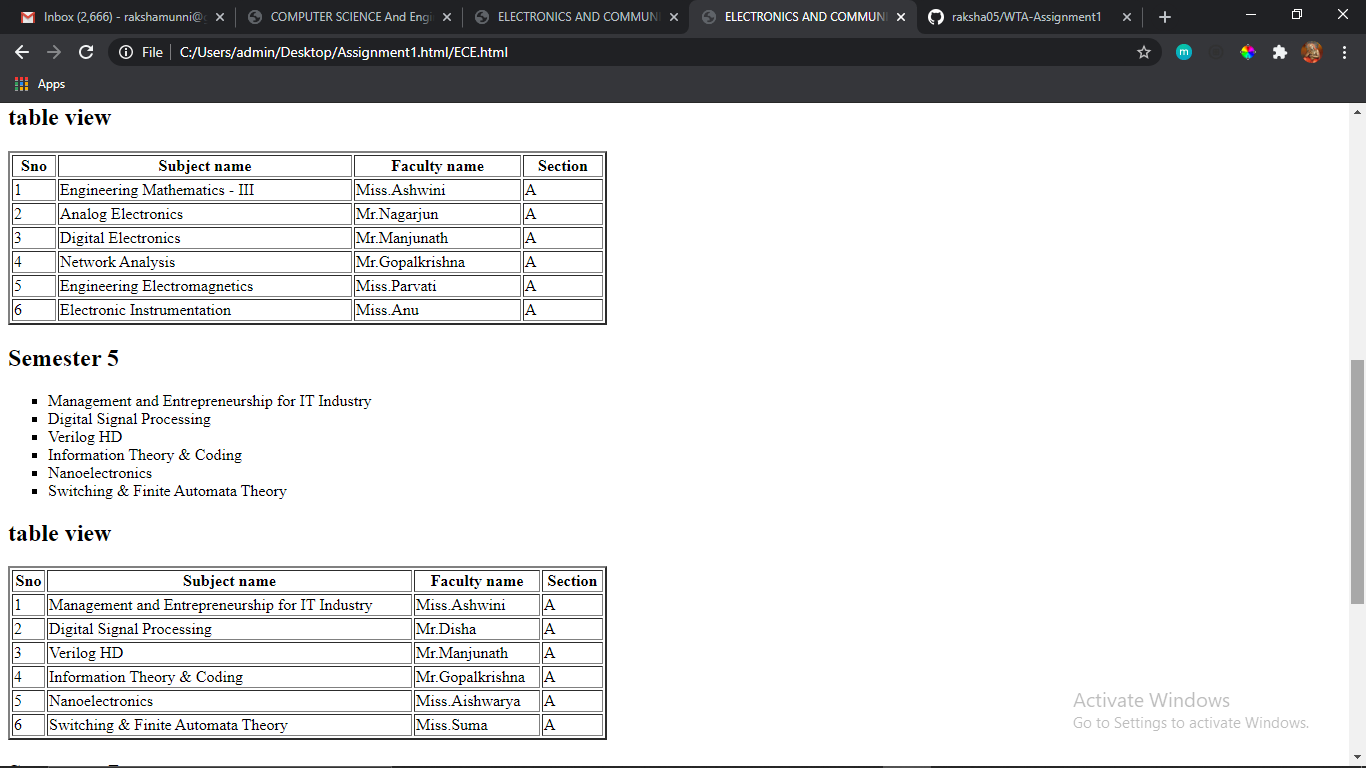 Inbox (2,666) - rakshamunni@
COMPUTER SCIENCE And Engi
ELECTRONICS AND COMMUN
ELECTRONICS AND COMMUNI
raksha05/WTA-Assignment1
File
C:/Users/admin/Desktop/Assignment1.html/ECE.html
m
Apps
table view
Sno Subject name Faculty name Section
1 Engineering Mathematics - III Miss.Ashwini A
2 Analog Electronics Mr.Nagarjun A
3 Digital Electronics Mr.Manjunath A
4 Network Analysis Mr.Gopalkrishna A
5 Engineering Electromagnetics Miss.Parvati A
6 Electronic Instrumentation Miss.Anu A
Semester 5
Management and Entrepreneurship for IT Industry
Digital Signal Processing
Verilog HD
Information Theory & Coding
Nanoelectronics
Switching & Finite Automata Theory
table view
Sno Subject name Faculty name Section
1 Management and Entrepreneurship for IT Industry Miss.Ashwini A
2 Digital Signal Processing Mr.Disha A
3 Verilog HD Mr.Manjunath A
4 Information Theory & Coding Mr.Gopalkrishna A
5 Nanoelectronics Miss.Aishwarya A
6 Switching & Finite Automata Theory Miss.Suma A
Activate Windows
Go to Settings to activate Windows.